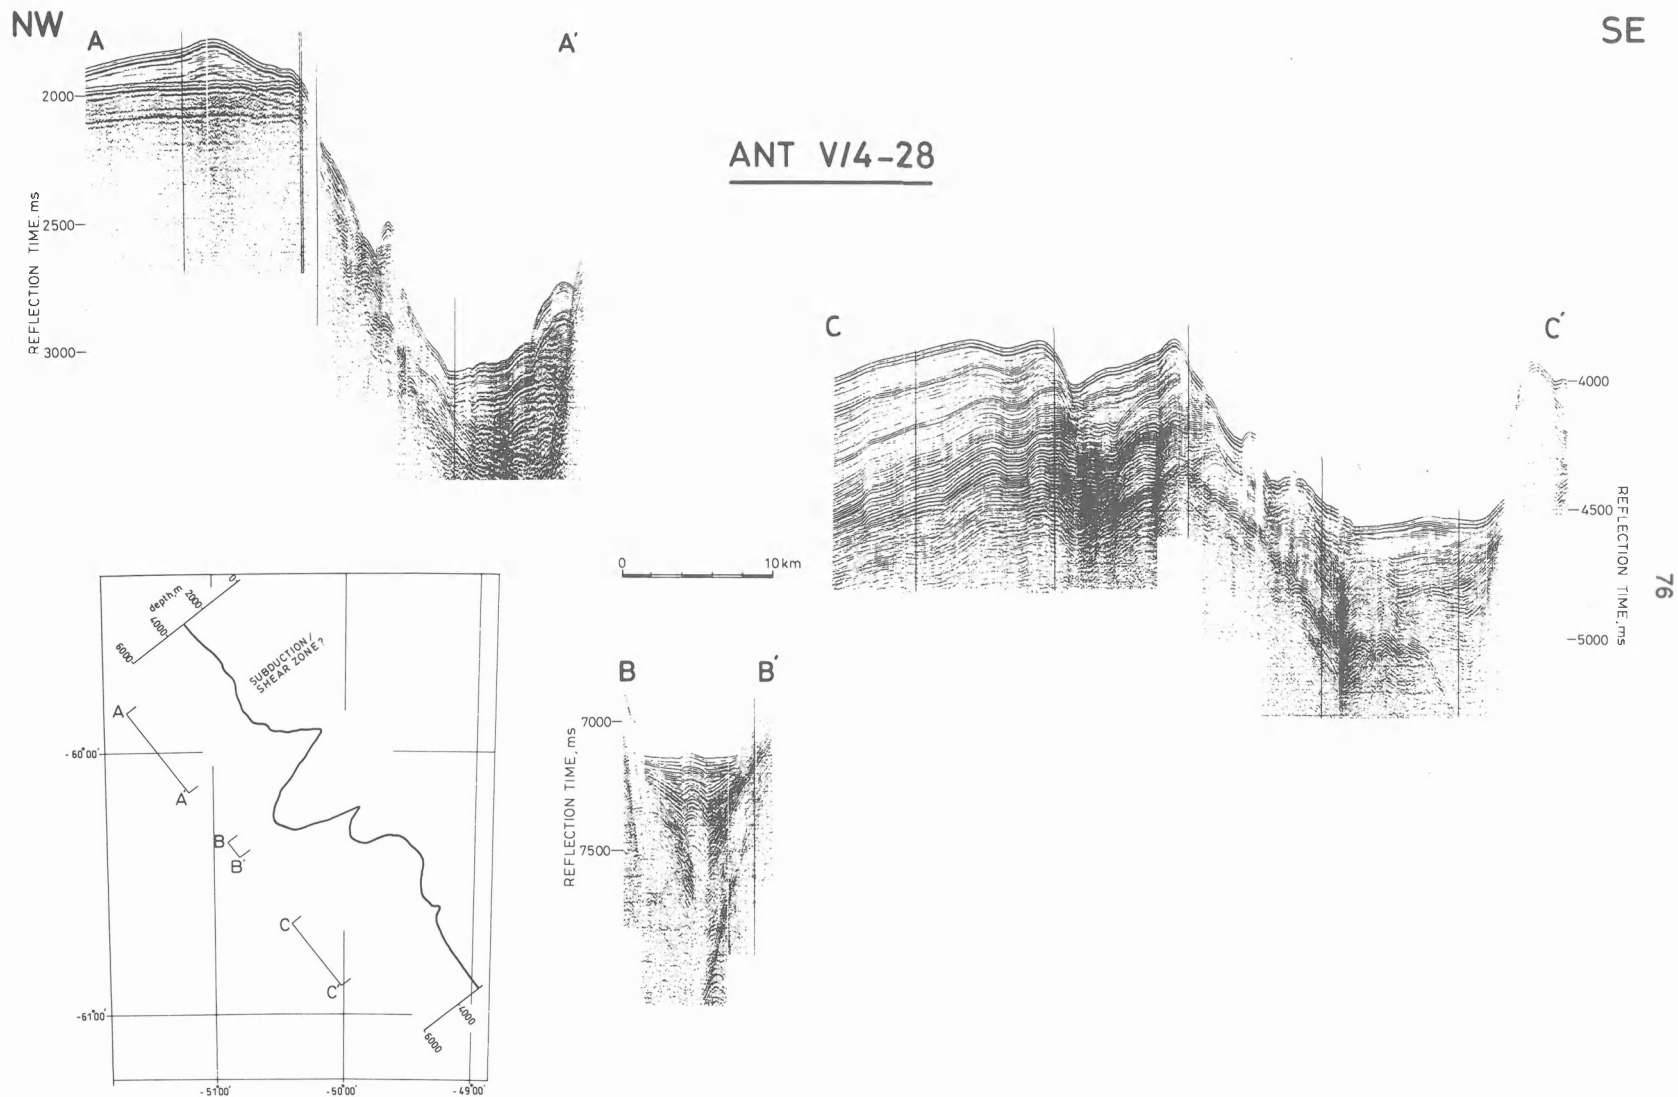 NW
SE
A
A'
ANT V/4-28
2000
2500
3000
REFLECTION TIME, ms
C
C'
4000
4500
5000
REFLECTION TIME, ms
76
0
10 km
B
B'
7000
7500
REFLECTION TIME, ms
depth, m
0
2000
4000
6000
SUBDUCTION /
SHEAR ZONE?
A
A'
-60°00'
B
B'
C
C'
4000
6000
-61°00'
-51°00'
-50°00'
-49°00'